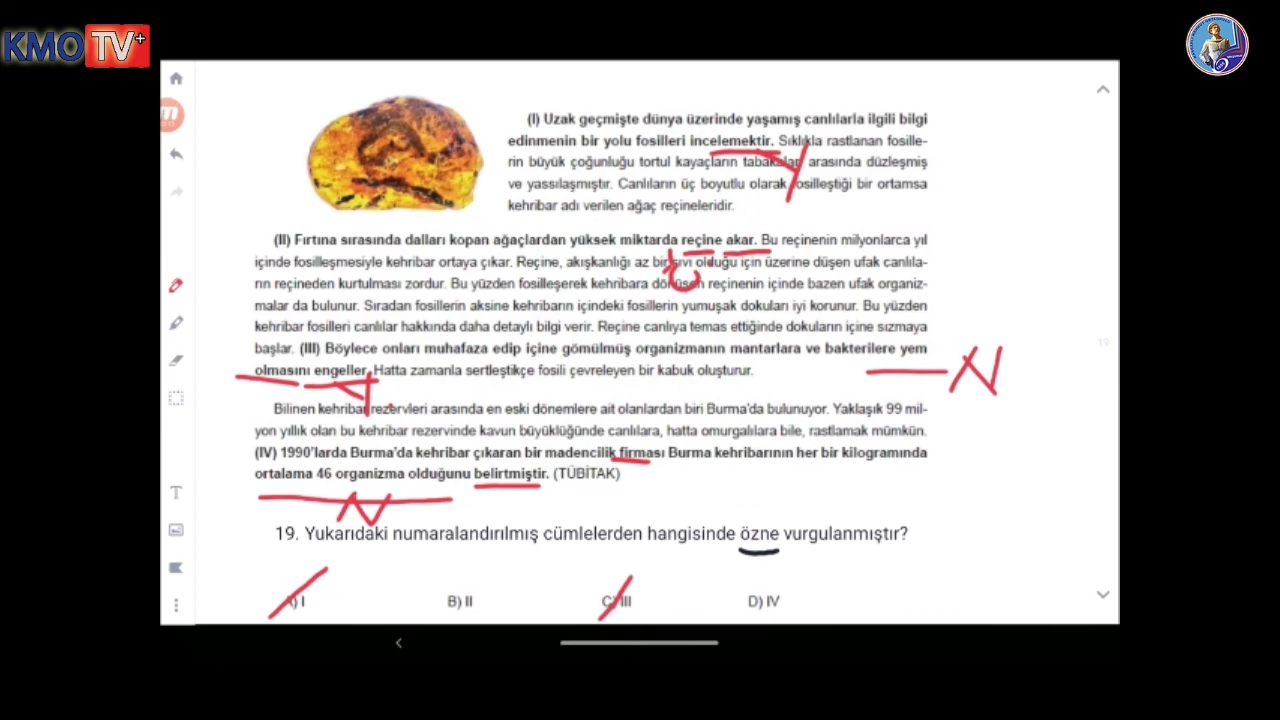 KMO TV+
(I) Uzak geçmişte dünya üzerinde yaşamış canlılarla ilgili bilgi
edinmenin bir yolu fosilleri incelemektir. Sıklıkla rastlanan fosille-
rin büyük çoğunluğu tortul kayaçların tabakaları arasında düzleşmiş
ve yassılaşmıştır. Canlıların üç boyutlu olarak fosilleştiği bir ortamsa
kehribar adı verilen ağaç reçineleridir.
(II) Fırtına sırasında dalları kopan ağaçlardan yüksek miktarda reçine akar. Bu reçinenin milyonlarca yıl
içinde fosilleşmesiyle kehribar ortaya çıkar. Reçine, akışkanlığı az bir sıvı olduğu için üzerine düşen ufak canlıla-
rın reçineden kurtulması zordur. Bu yüzden fosilleşerek kehribara dönüşen reçinenin içinde bazen ufak organiz-
malar da bulunur. Sıradan fosillerin aksine kehribarın içindeki fosillerin yumuşak dokuları iyi korunur. Bu yüzden
kehribar fosilleri canlılar hakkında daha detaylı bilgi verir. Reçine canlıya temas ettiğinde dokuların içine sızmaya
başlar. (III) Böylece onları muhafaza edip içine gömülmüş organizmanın mantarlara ve bakterilere yem
olmasını engeller. Hatta zamanla sertleştikçe fosili çevreleyen bir kabuk oluşturur.
N
Bilinen kehribar rezervleri arasında en eski dönemlere ait olanlardan biri Burma'da bulunuyor. Yaklaşık 99 mil-
yon yıllık olan bu kehribar rezervinde kavun büyüklüğünde canlılara, hatta omurgalılara bile, rastlamak mümkün.
(IV) 1990'larda Burma'da kehribar çıkaran bir madencilik firması Burma kehribarının her bir kilogramında
ortalama 46 organizma olduğunu belirtmiştir. (TÜBİTAK)
N
19. Yukarıdaki numaralandırılmış cümlelerden hangisinde özne vurgulanmıştır?
A) I B) II C) III D) IV
19
T